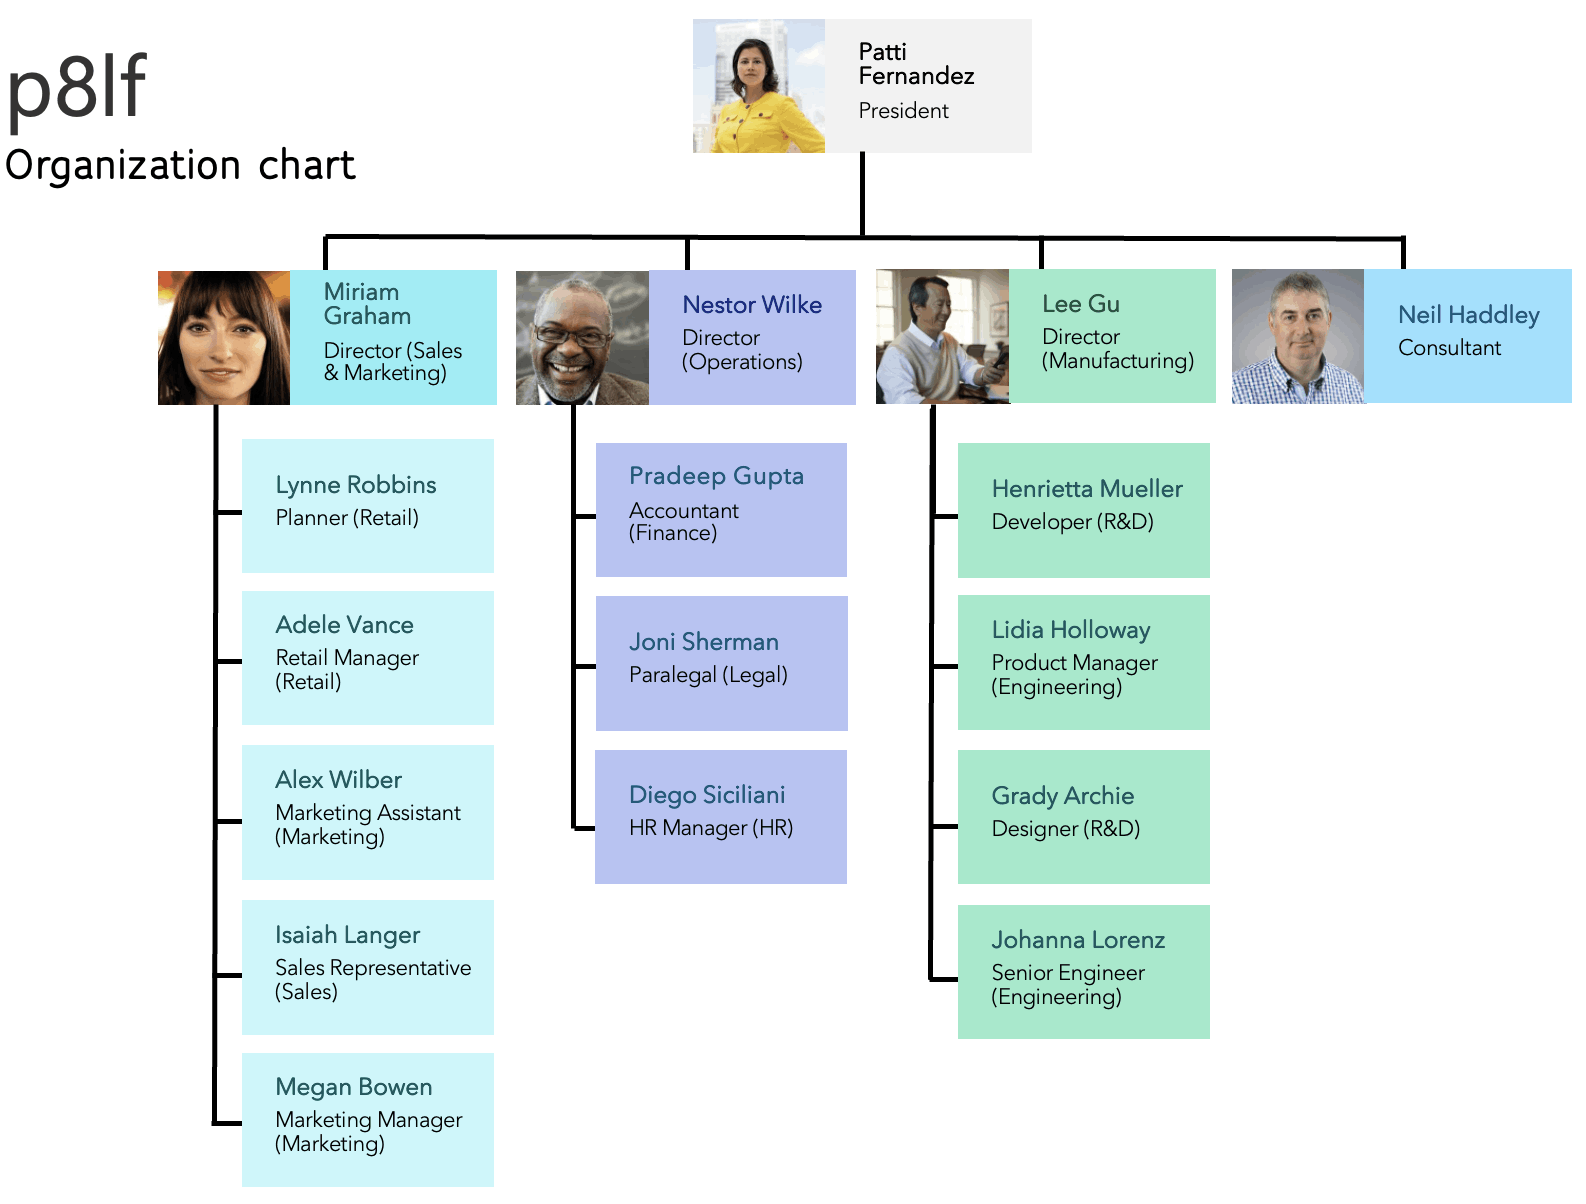 p8lf
Organization chart
Patti
Fernandez
President
Miriam
Graham
Director (Sales
& Marketing)
Nestor Wilke
Director
(Operations)
Lee Gu
Director
(Manufacturing)
Neil Haddley
Consultant
Lynne Robbins
Planner (Retail)
Adele Vance
Retail Manager
(Retail)
Alex Wilber
Marketing Assistant
(Marketing)
Isaiah Langer
Sales Representative
(Sales)
Megan Bowen
Marketing Manager
(Marketing)
Pradeep Gupta
Accountant
(Finance)
Joni Sherman
Paralegal (Legal)
Diego Siciliani
HR Manager (HR)
Henrietta Mueller
Developer (R&D)
Lidia Holloway
Product Manager
(Engineering)
Grady Archie
Designer (R&D)
Johanna Lorenz
Senior Engineer
(Engineering)